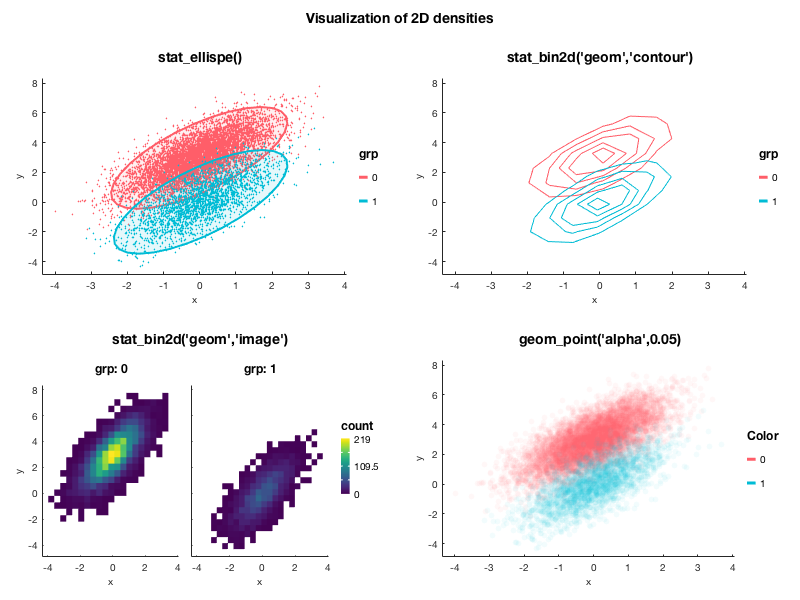 Visualization of 2D densities
stat_ellispe()
8
6
4
2
0
-2
-4
y
-4 -3 -2 -1 0 1 2 3 4
x
grp
0
1
stat_bin2d('geom','contour')
8
6
4
2
0
-2
-4
y
-4 -3 -2 -1 0 1 2 3 4
x
grp
0
1
stat_bin2d('geom','image')
grp: 0
grp: 1
8
6
4
2
0
-2
-4
y
-4 -2 0 2 4
x
-4 -2 0 2 4
x
count
219
109.5
0
geom_point('alpha',0.05)
8
6
4
2
0
-2
-4
y
-4 -3 -2 -1 0 1 2 3 4
x
Color
0
1